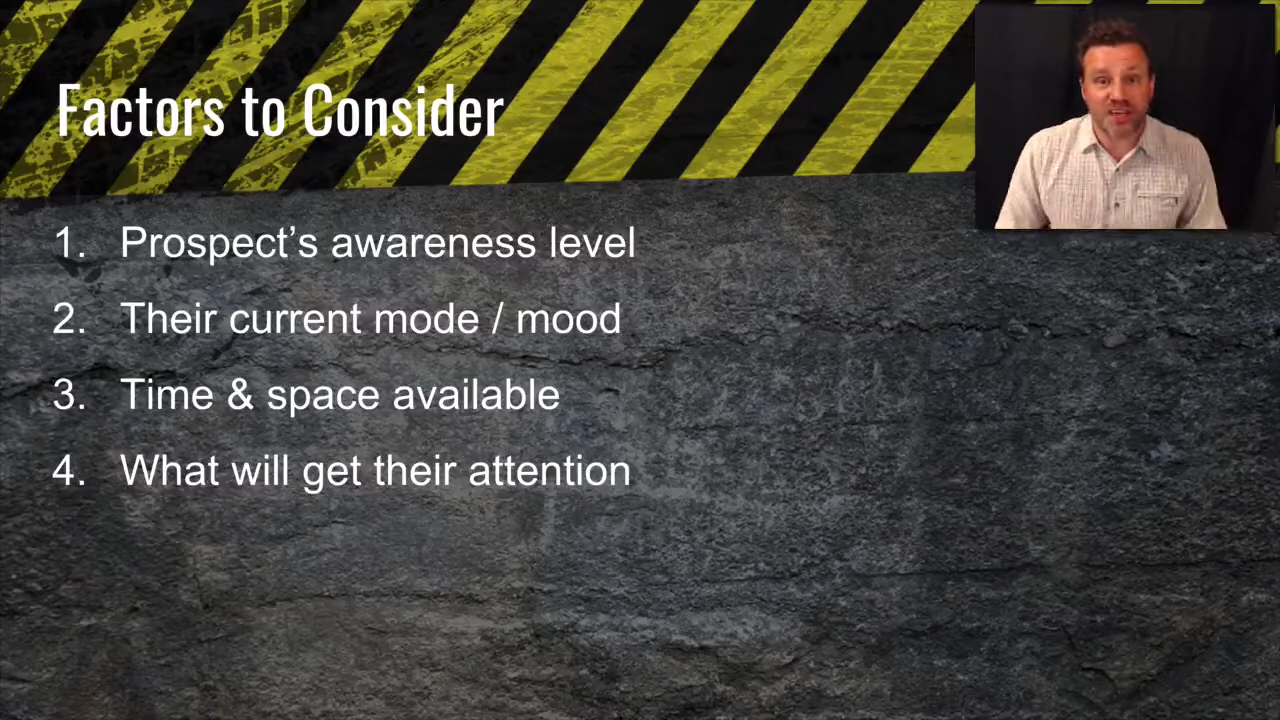 Factors to Consider
1. Prospect’s awareness level
2. Their current mode / mood
3. Time & space available
4. What will get their attention